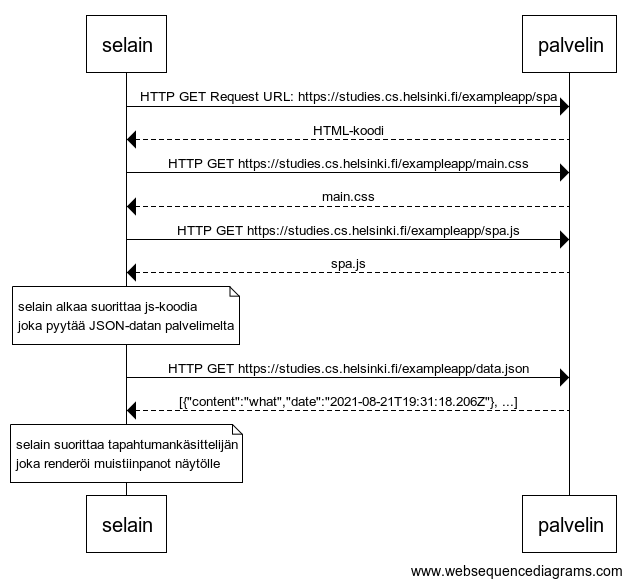 selain
palvelin
HTTP GET Request URL: https://studies.cs.helsinki.fi/exampleapp/spa
HTML-koodi
HTTP GET https://studies.cs.helsinki.fi/exampleapp/main.css
main.css
HTTP GET https://studies.cs.helsinki.fi/exampleapp/spa.js
spa.js
selain alkaa suorittaa js-koodia
joka pyytää JSON-datan palvelimelta
HTTP GET https://studies.cs.helsinki.fi/exampleapp/data.json
[{"content":"what","date":"2021-08-21T19:31:18.206Z"}, ...]
selain suorittaa tapahtumankäsittelijän
joka renderöi muistiinpanot näytölle
selain
palvelin
www.websequencediagrams.com